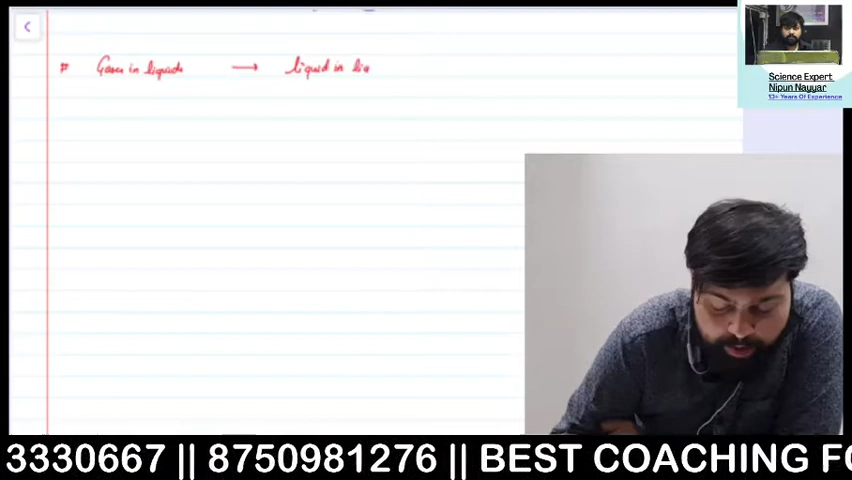 # Gases in liquids → liquid in liq
Science Expert
Nipun Nayyar
13+ Years Of Experience
3330667 || 8750981276 || BEST COACHING FO